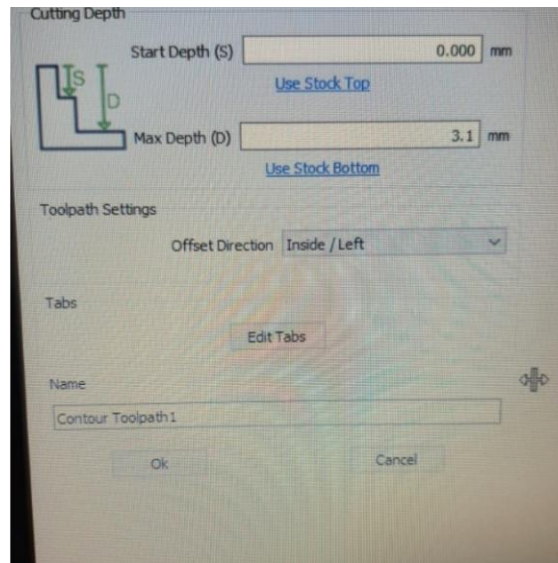 Cutting Depth
Start Depth (S) 0.000 mm
Use Stock Top
S
D
Max Depth (D) 3.1 mm
Use Stock Bottom
Toolpath Settings
Offset Direction Inside / Left
Tabs
Edit Tabs
Name
Contour Toolpath1
Ok Cancel